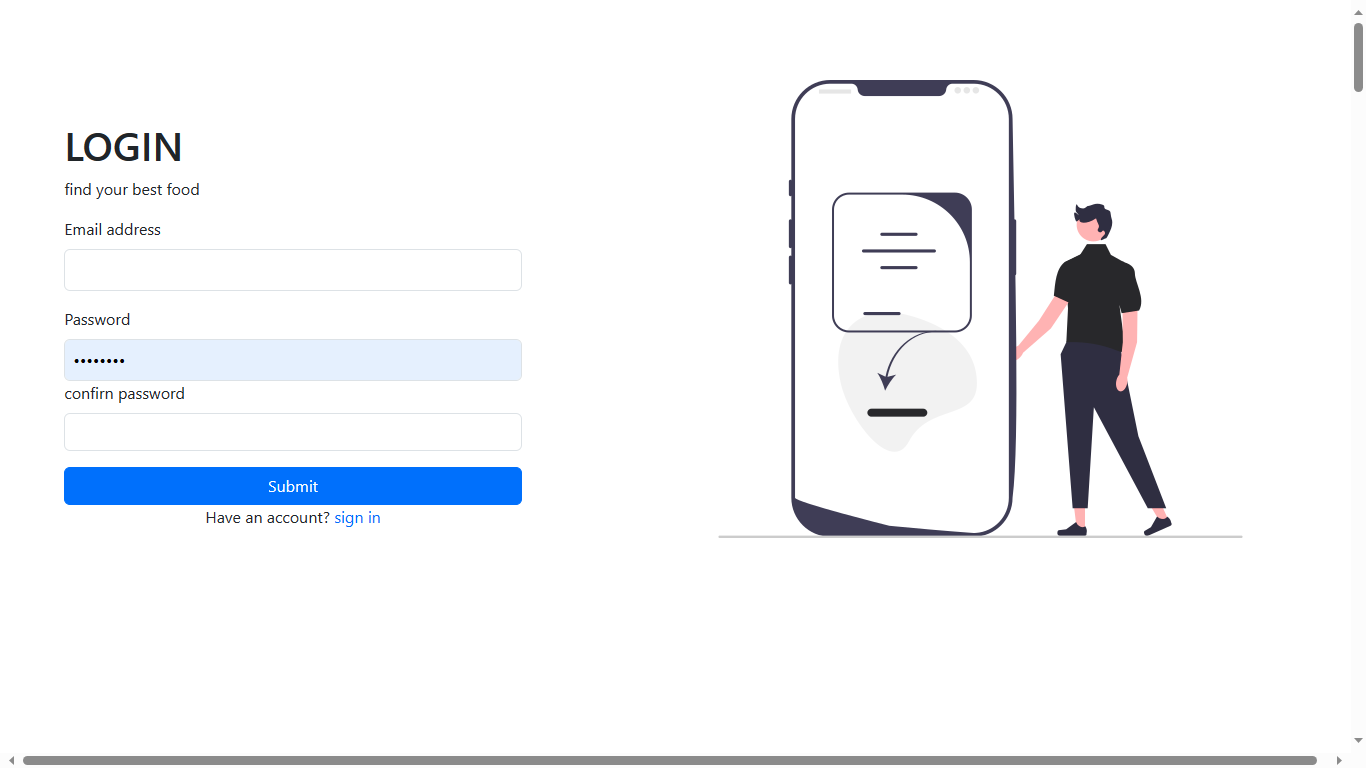 LOGIN
find your best food
Email address
Password
••••••••
confirn password
Submit
Have an account? sign in